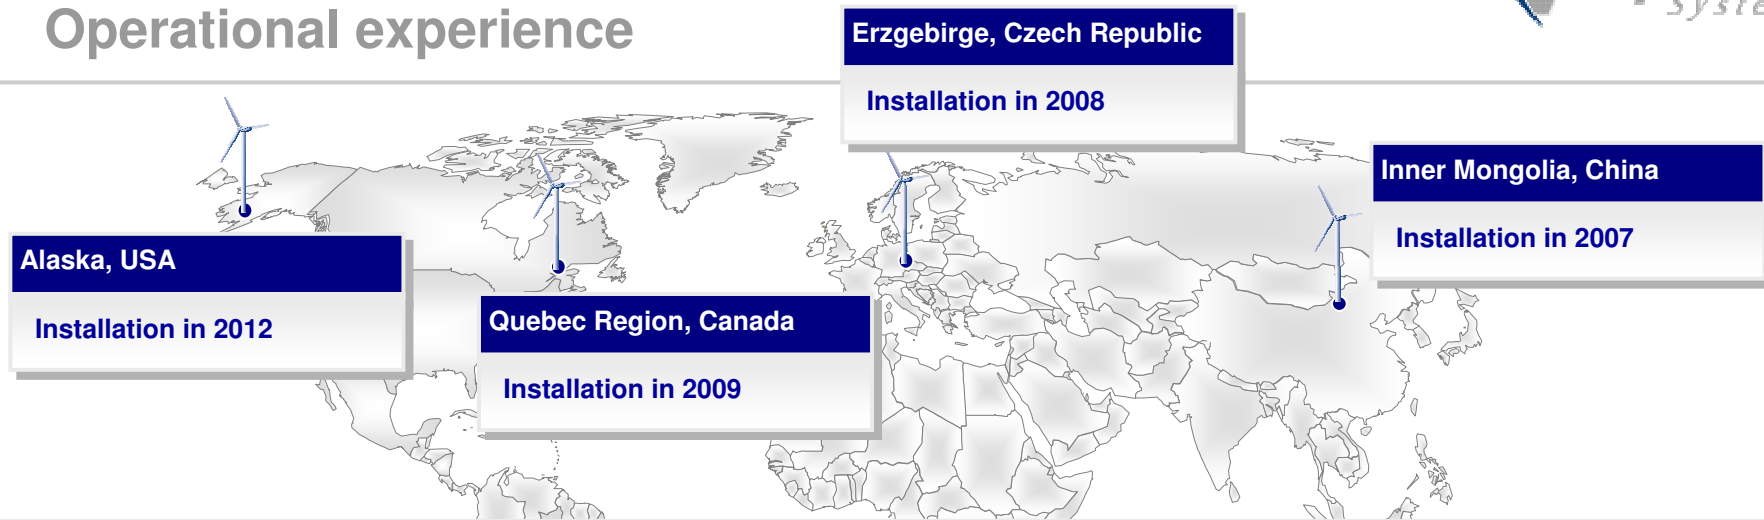 Operational experience
Erzgebirge, Czech Republic
Installation in 2008
Inner Mongolia, China
Installation in 2007
Alaska, USA
Installation in 2012
Quebec Region, Canada
Installation in 2009